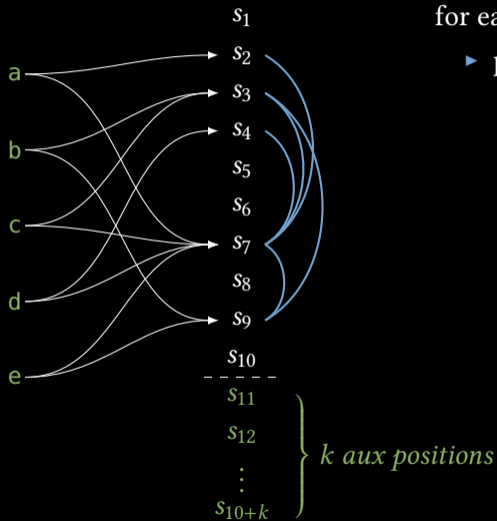 for ea
s₁
s₂
a
s₃
s₄
b
s₅
s₆
c
s₇
s₈
d
s₉
s₁₀
e
s₁₁
s₁₂
k aux positions
⋮
s₁₀₊ₖ